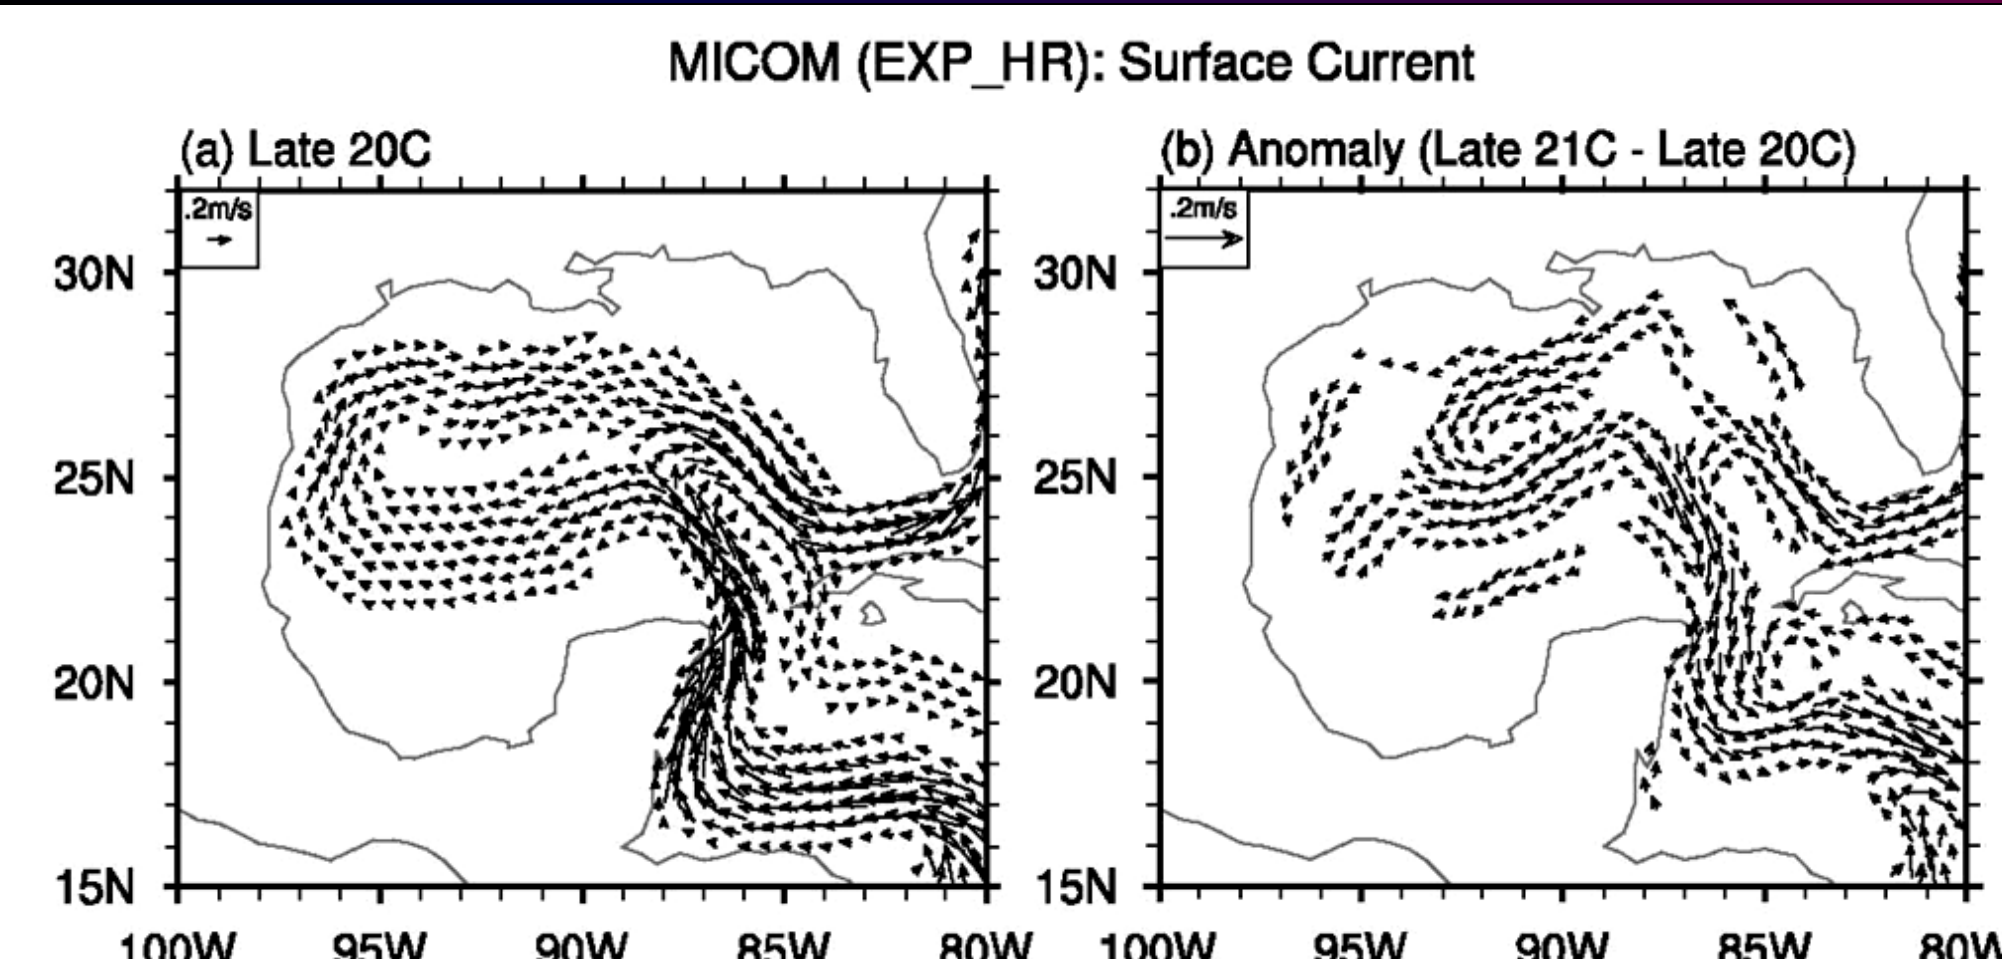 MICOM (EXP_HR): Surface Current
(a) Late 20C
(b) Anomaly (Late 21C - Late 20C)
.2m/s
.2m/s
30N
30N
25N
25N
20N
20N
15N
15N
100W 95W 90W 85W 80W
100W 95W 90W 85W 80W